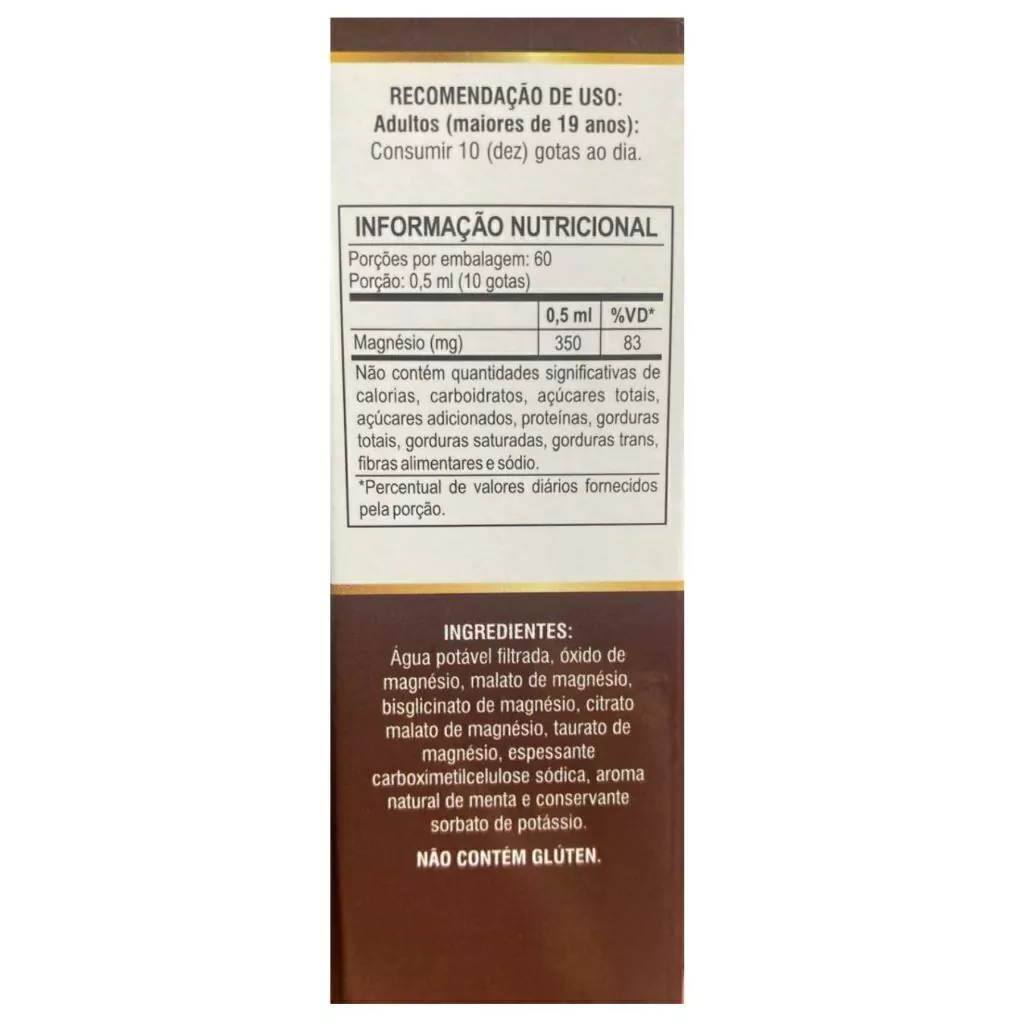 RECOMENDAÇÃO DE USO:
Adultos (maiores de 19 anos):
Consumir 10 (dez) gotas ao dia.
INFORMAÇÃO NUTRICIONAL
Porções por embalagem: 60
Porção: 0,5 ml (10 gotas)
0,5 ml %VD*
Magnésio (mg) 350 83
Não contém quantidades significativas de
calorias, carboidratos, açúcares totais,
açúcares adicionados, proteínas, gorduras
totais, gorduras saturadas, gorduras trans,
fibras alimentares e sódio.
*Percentual de valores diários fornecidos
pela porção.
INGREDIENTES:
Água potável filtrada, óxido de
magnésio, malato de magnésio,
bisglicinato de magnésio, citrato
malato de magnésio, taurato de
magnésio, espessante
carboximetilcelulose sódica, aroma
natural de menta e conservante
sorbato de potássio.
NÃO CONTÉM GLÚTEN.